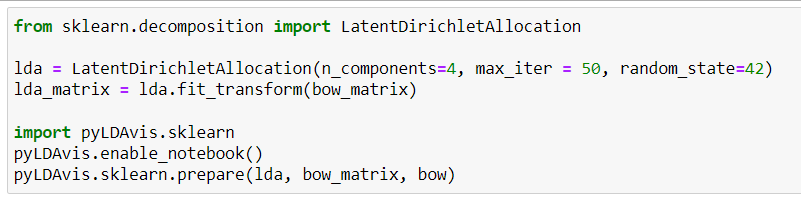 from sklearn.decomposition import LatentDirichletAllocation
lda = LatentDirichletAllocation(n_components=4, max_iter = 50, random_state=42)
lda_matrix = lda.fit_transform(bow_matrix)
import pyLDAvis.sklearn
pyLDAvis.enable_notebook()
pyLDAvis.sklearn.prepare(lda, bow_matrix, bow)